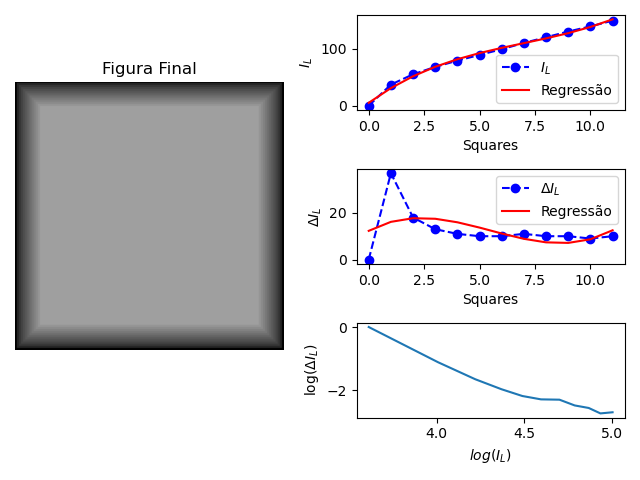 Figura Final
I_L
100
0
I_L
Regressão
0.0 2.5 5.0 7.5 10.0
Squares
ΔI_L
20
0
ΔI_L
Regressão
0.0 2.5 5.0 7.5 10.0
Squares
log(ΔI_L)
0
−2
4.0 4.5 5.0
log(I_L)